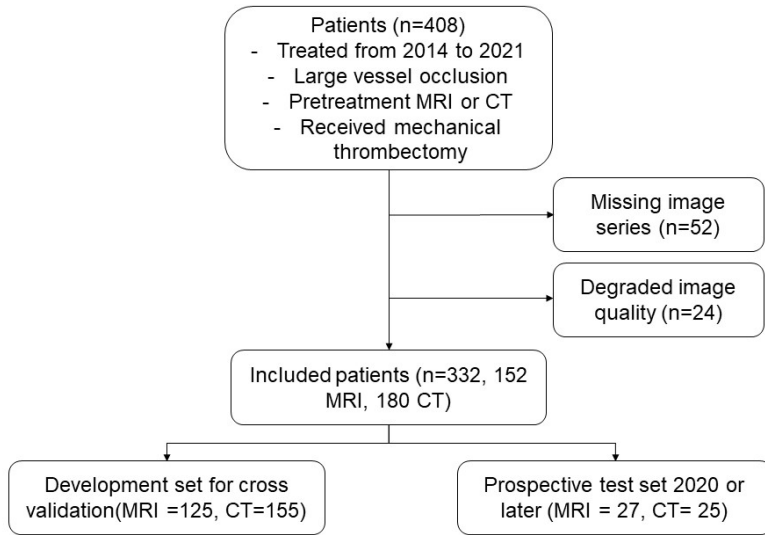 Patients (n=408)
- Treated from 2014 to 2021
- Large vessel occlusion
- Pretreatment MRI or CT
- Received mechanical
thrombectomy
Missing image
series (n=52)
Degraded image
quality (n=24)
Included patients (n=332, 152
MRI, 180 CT)
Development set for cross
validation(MRI =125, CT=155)
Prospective test set 2020 or
later (MRI = 27, CT= 25)